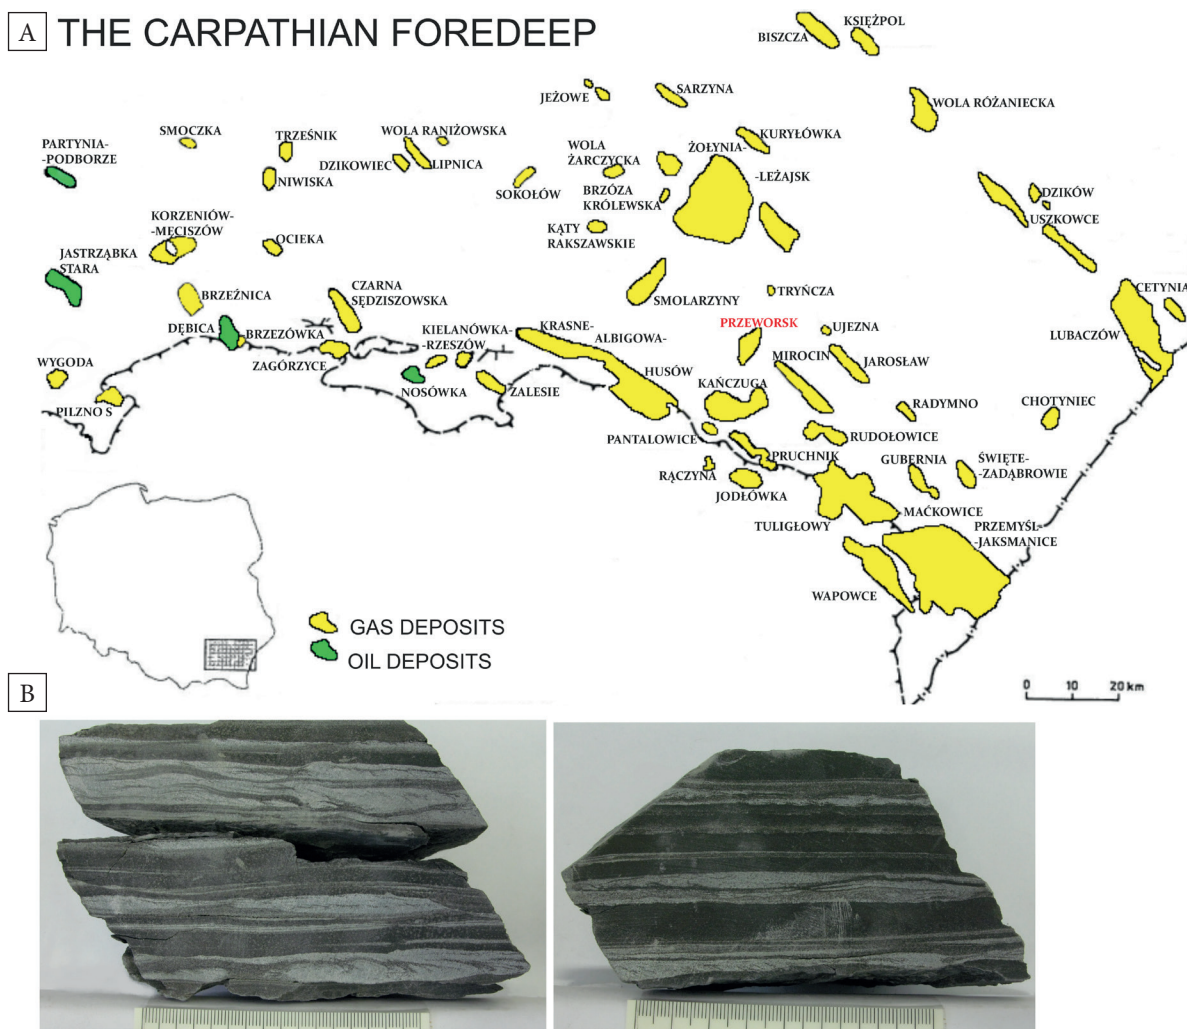 A THE CARPATHIAN FOREDEEP
KSIĘŻPOL
BISZCZA
JEŻOWE
SARZYNA
WOLA RÓŻANIECKA
SMOCZKA
TRZEŚNIK
WOLA RANIŻOWSKA
KURYŁÓWKA
PARTYNIA-
-PODBORZE
DZIKOWIEC
LIPNICA
WOLA
ŻARCZYCKA
ŻOŁYNIA-
-LEŻAJSK
NIWISKA
SOKOŁÓW
BRZÓZA
KRÓLEWSKA
DZIKÓW
USZKOWCE
KORZENIÓW-
-MĘCISZÓW
OCIEKA
KĄTY
RAKSZAWSKIE
JASTRZĄBKA
STARA
BRZEŹNICA
CZARNA
SĘDZISZOWSKA
SMOLARZYNY
TRYŃCZA
CETYNIA
DĘBICA
BRZEZÓWKA
KIELANÓWKA-
-RZESZÓW
KRASNE-
-ALBIGOWA-
HUSÓW
PRZEWORSK
UJEZNA
LUBACZÓW
WYGODA
ZAGÓRZYCE
MIROCIN
JAROSŁAW
NOSÓWKA
ZALESIE
KAŃCZUGA
PILZNO S
RADYMNO
CHOTYNIEC
PANTALOWICE
RUDOŁOWICE
PRUCHNIK
GUBERNIA
ŚWIĘTE-
-ZADĄBROWIE
RĄCZYNA
JODŁÓWKA
MAĆKOWICE
TULIGŁOWY
PRZEMYŚL
-JAKSMANICE
WAPOWCE
GAS DEPOSITS
OIL DEPOSITS
0 10 20 km
B